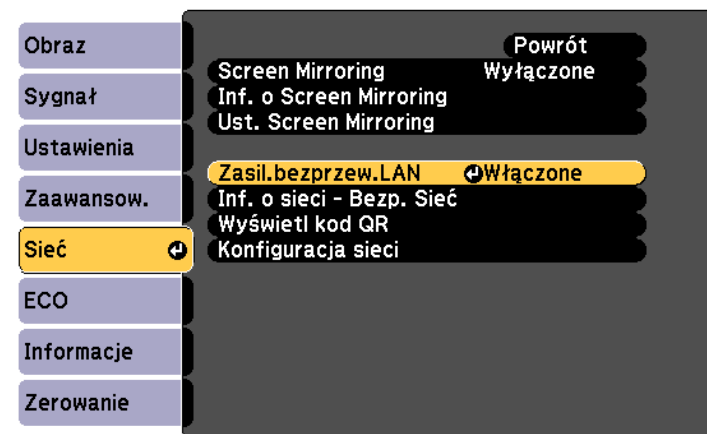 Obraz
Sygnał
Ustawienia
Zaawansow.
Sieć
ECO
Informacje
Zerowanie
Powrót
Screen Mirroring Wyłączone
Inf. o Screen Mirroring
Ust. Screen Mirroring
Zasil.bezprzew.LAN Włączone
Inf. o sieci - Bezp. Sieć
Wyświetl kod QR
Konfiguracja sieci